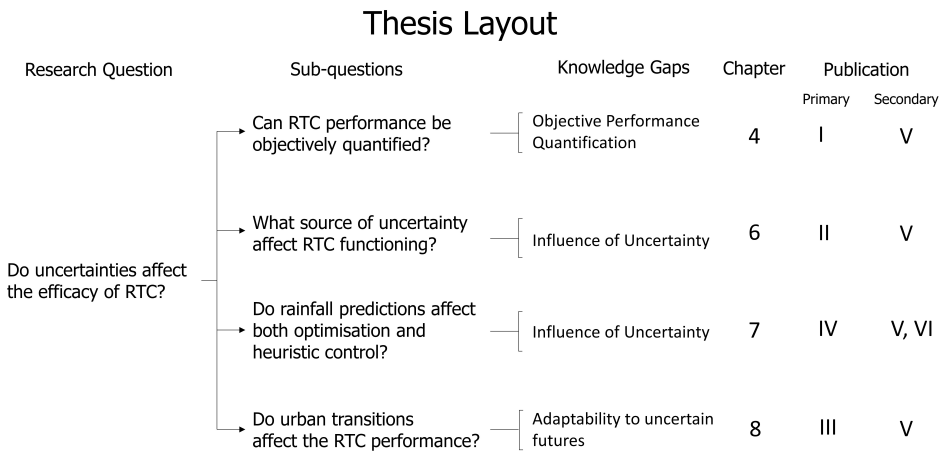 Thesis Layout
Research Question
Sub-questions
Knowledge Gaps
Chapter
Publication
Primary
Secondary
Can RTC performance be
objectively quantified?
Objective Performance
Quantification
4
I
V
What source of uncertainty
affect RTC functioning?
Influence of Uncertainty
6
II
V
Do uncertainties affect
the efficacy of RTC?
Do rainfall predictions affect
both optimisation and
heuristic control?
Influence of Uncertainty
7
IV
V, VI
Do urban transitions
affect the RTC performance?
Adaptability to uncertain
futures
8
III
V